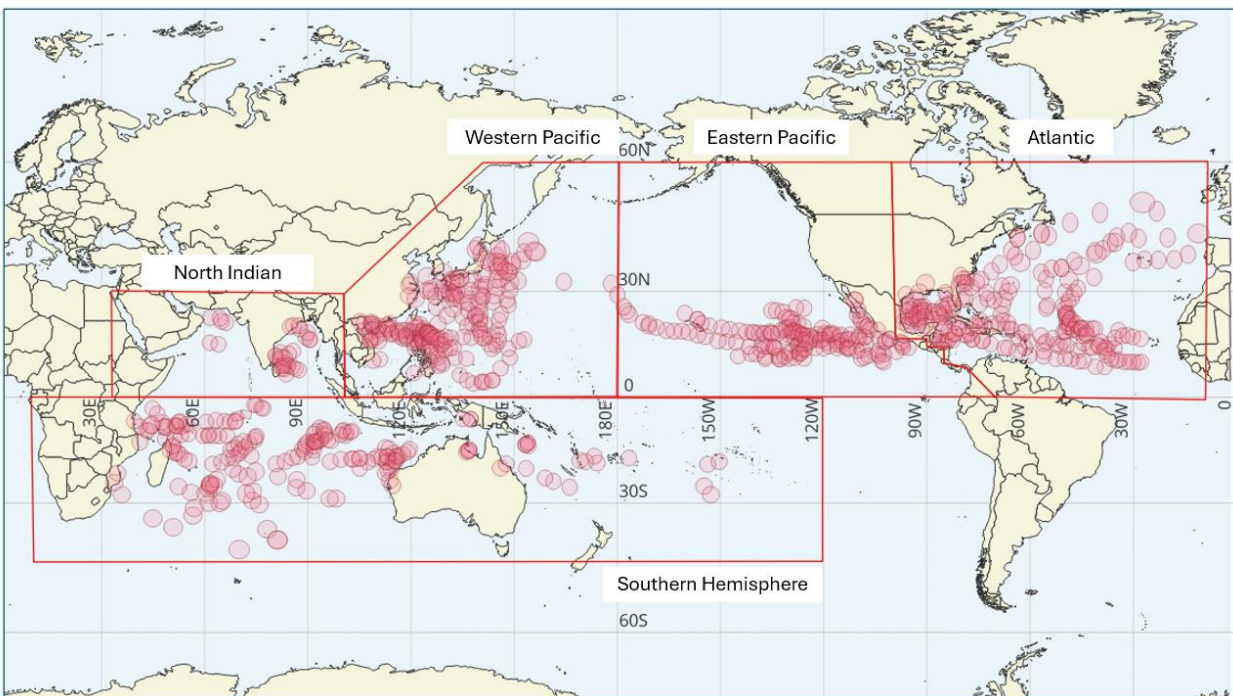 Western Pacific
Eastern Pacific
Atlantic
60N
North Indian
30N
0
30E
60E
90E
120E
150E
180E
150W
120W
90W
60W
30W
0
30S
Southern Hemisphere
60S